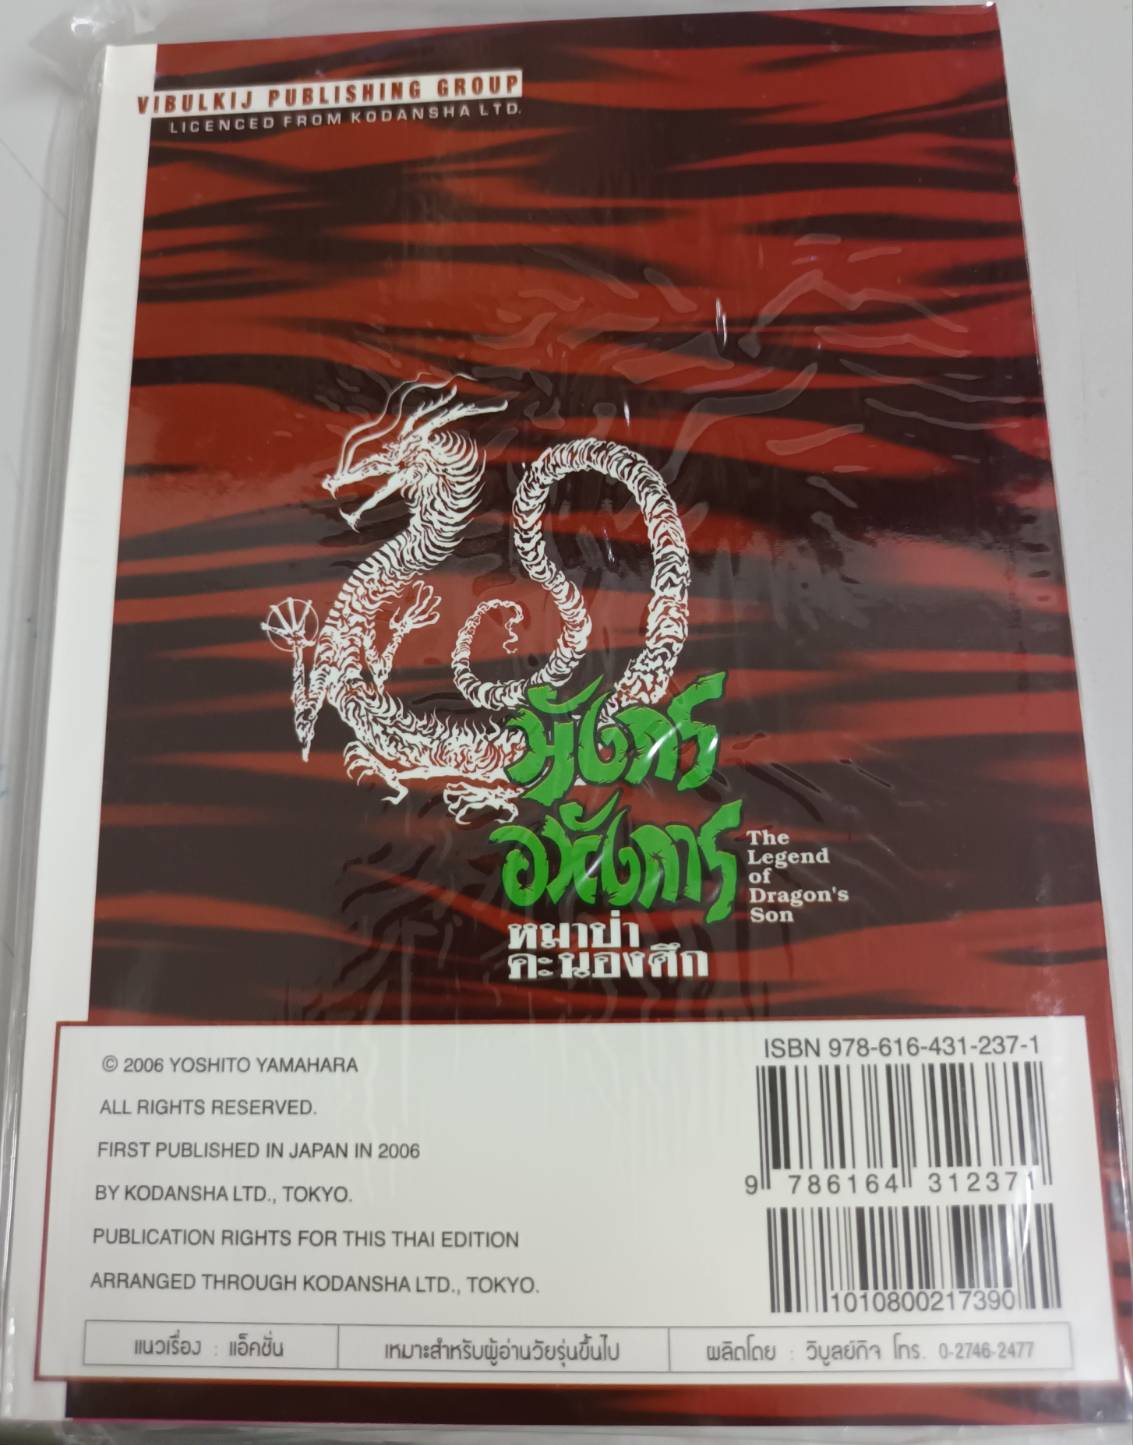 VIBULKIJ PUBLISHING GROUP
LICENCED FROM KODANSHA LTD.
มังกร
อหังการ
The
Legend
of
Dragon's
Son
หมาป่า
คะนองศึก
© 2006 YOSHITO YAMAHARA
ALL RIGHTS RESERVED.
FIRST PUBLISHED IN JAPAN IN 2006
BY KODANSHA LTD., TOKYO.
PUBLICATION RIGHTS FOR THIS THAI EDITION
ARRANGED THROUGH KODANSHA LTD., TOKYO.
ISBN 978-616-431-237-1
9 786164 312371
1010800217390
แนวเรื่อง : แอ็คชั่น
เหมาะสำหรับผู้อ่านวัยรุ่นขึ้นไป
ผลิตโดย : วิบูลย์กิจ โทร. 0-2746-2477